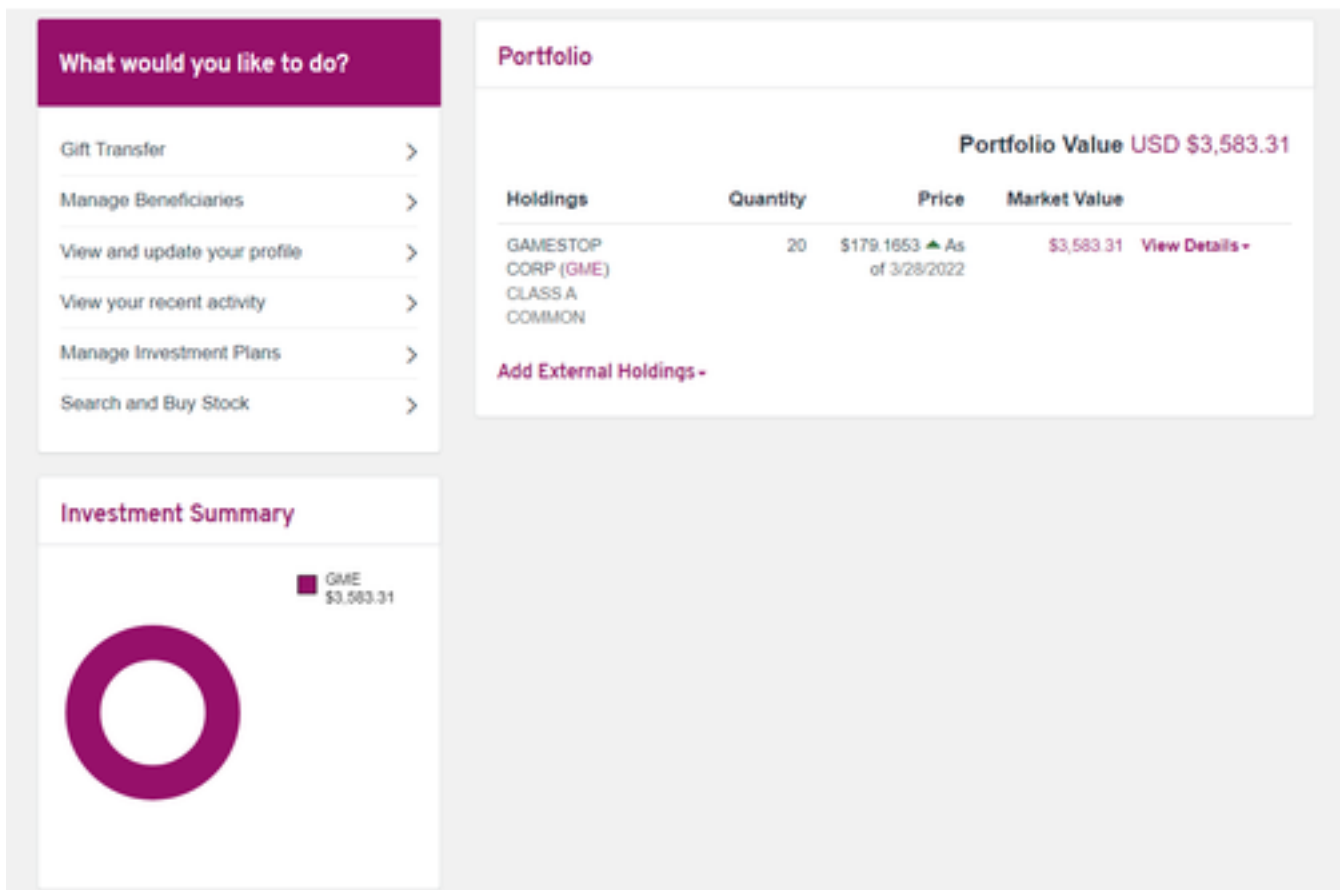 What would you like to do?
Gift Transfer
Manage Beneficiaries
View and update your profile
View your recent activity
Manage Investment Plans
Search and Buy Stock
Portfolio
Portfolio Value USD $3,583.31
Holdings Quantity Price Market Value
GAMESTOP 20 $179.1653 ▲ As $3,583.31 View Details
CORP (GME) of 3/28/2022
CLASS A
COMMON
Add External Holdings
Investment Summary
GME
$3,583.31